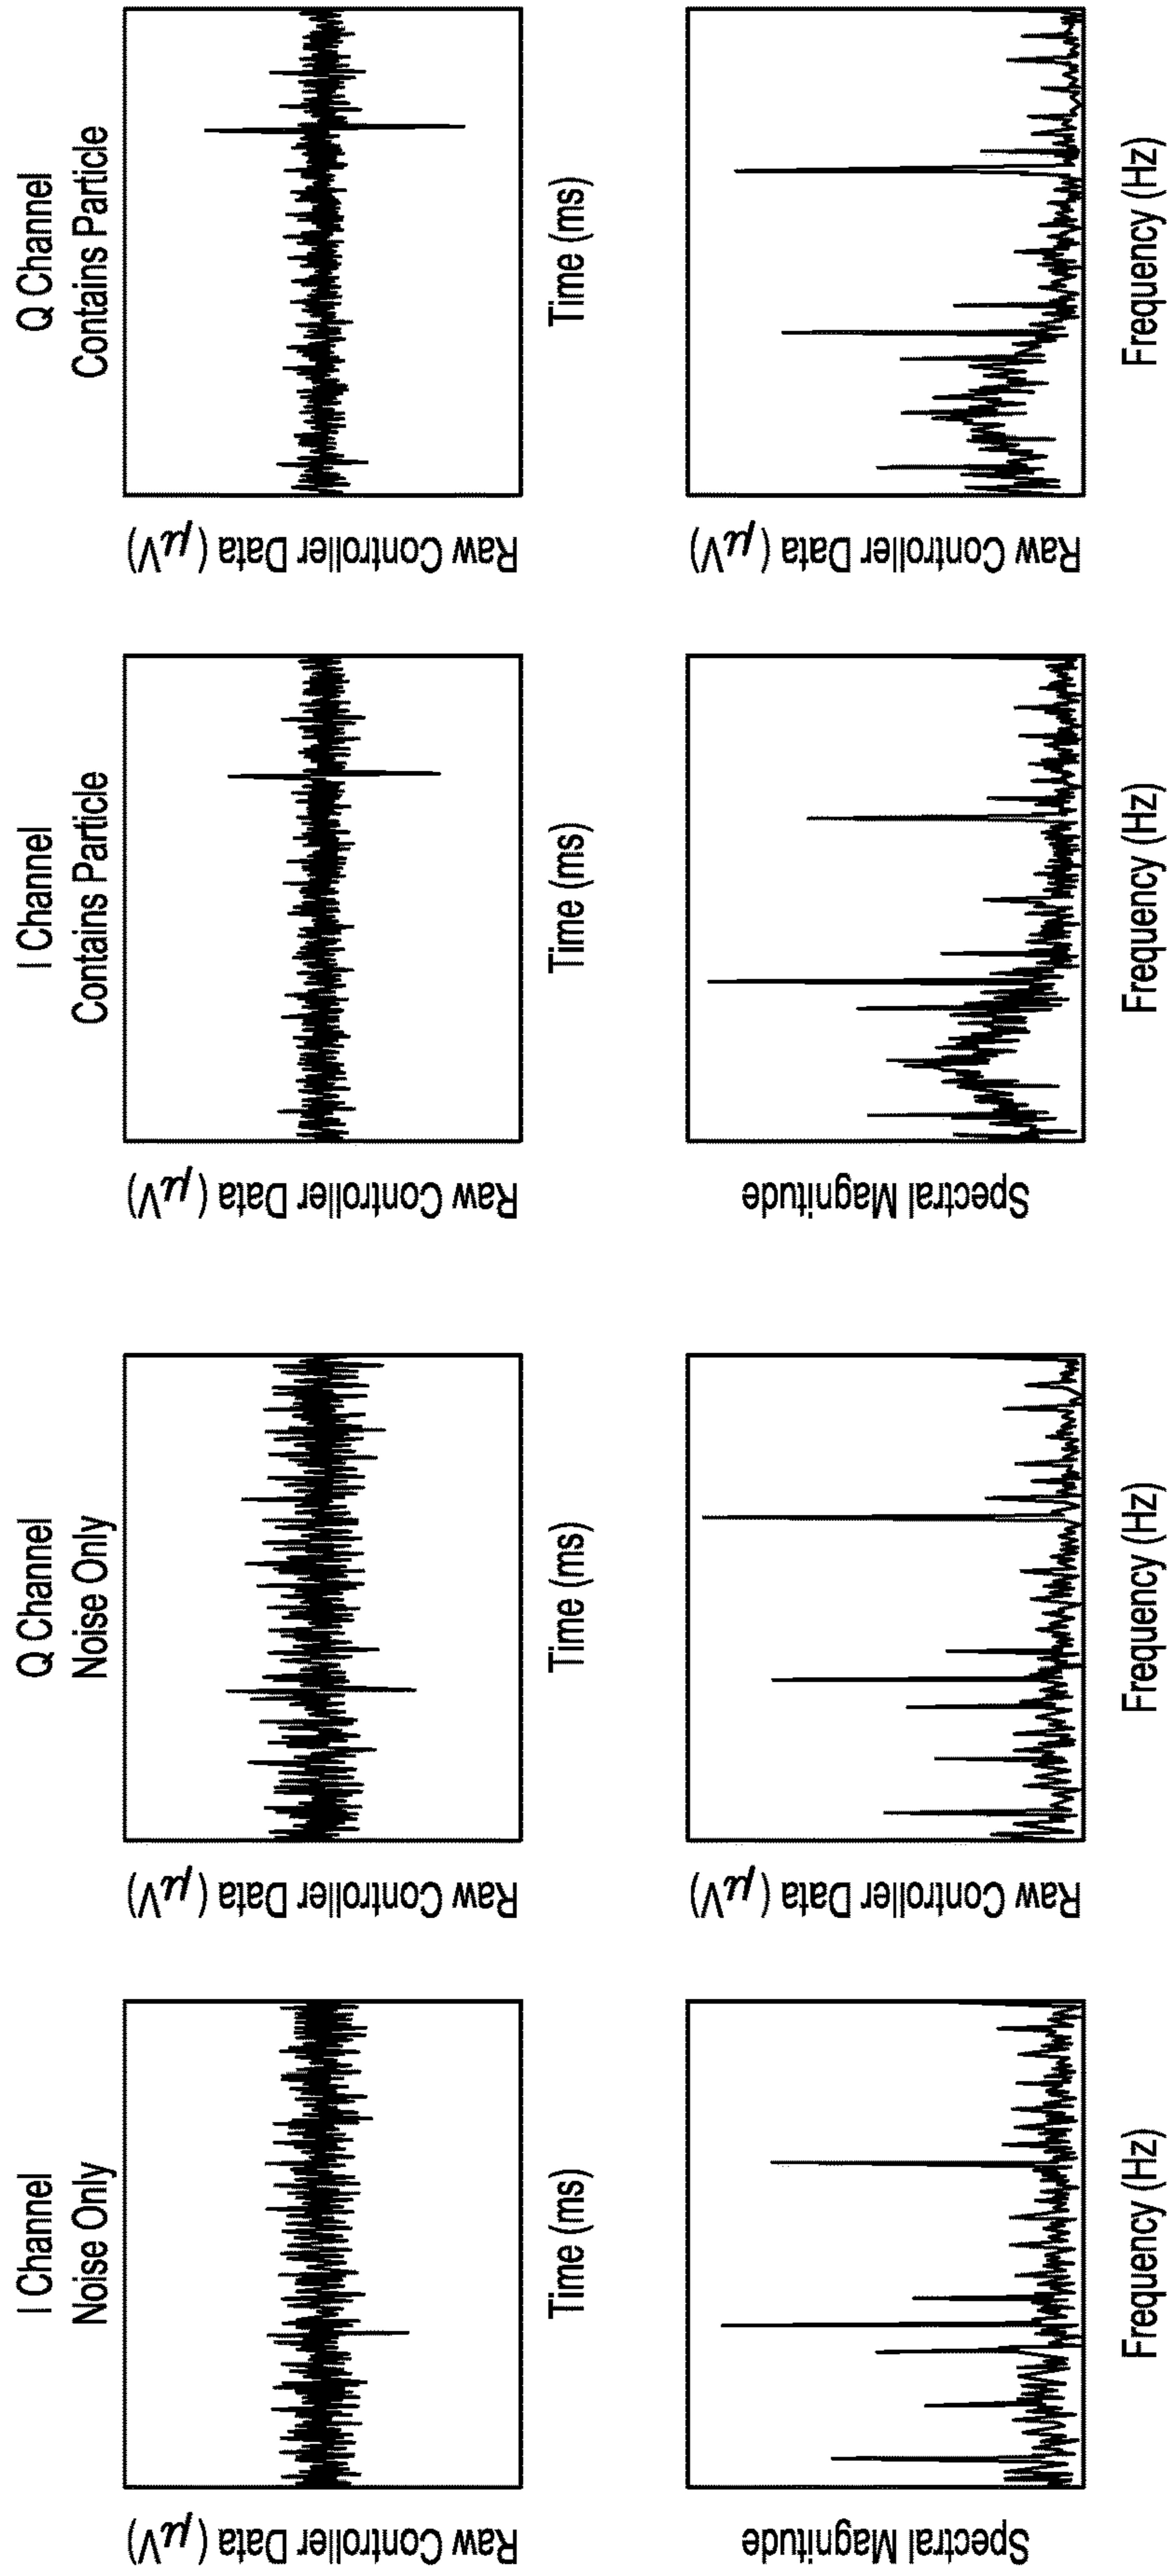 I Channel
Noise Only
Raw Controller Data (μV)
Time (ms)
Q Channel
Noise Only
Raw Controller Data (μV)
Time (ms)
I Channel
Contains Particle
Raw Controller Data (μV)
Time (ms)
Q Channel
Contains Particle
Raw Controller Data (μV)
Time (ms)
Spectral Magnitude
Frequency (Hz)
Raw Controller Data (μV)
Frequency (Hz)
Spectral Magnitude
Frequency (Hz)
Raw Controller Data (μV)
Frequency (Hz)